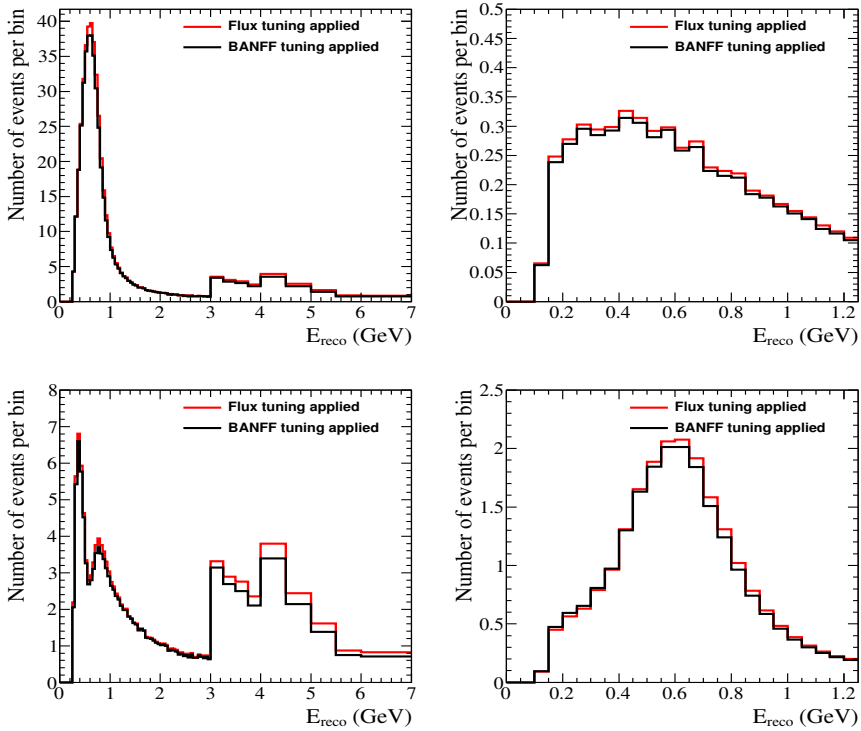 Number of events per bin
40
35
30
25
20
15
10
5
0
Flux tuning applied
BANFF tuning applied
0 1 2 3 4 5 6 7
E_reco (GeV)
Number of events per bin
0.5
0.45
0.4
0.35
0.3
0.25
0.2
0.15
0.1
0.05
0
Flux tuning applied
BANFF tuning applied
0 0.2 0.4 0.6 0.8 1 1.2
E_reco (GeV)
Number of events per bin
8
7
6
5
4
3
2
1
0
Flux tuning applied
BANFF tuning applied
0 1 2 3 4 5 6 7
E_reco (GeV)
Number of events per bin
2.5
2
1.5
1
0.5
0
Flux tuning applied
BANFF tuning applied
0 0.2 0.4 0.6 0.8 1 1.2
E_reco (GeV)